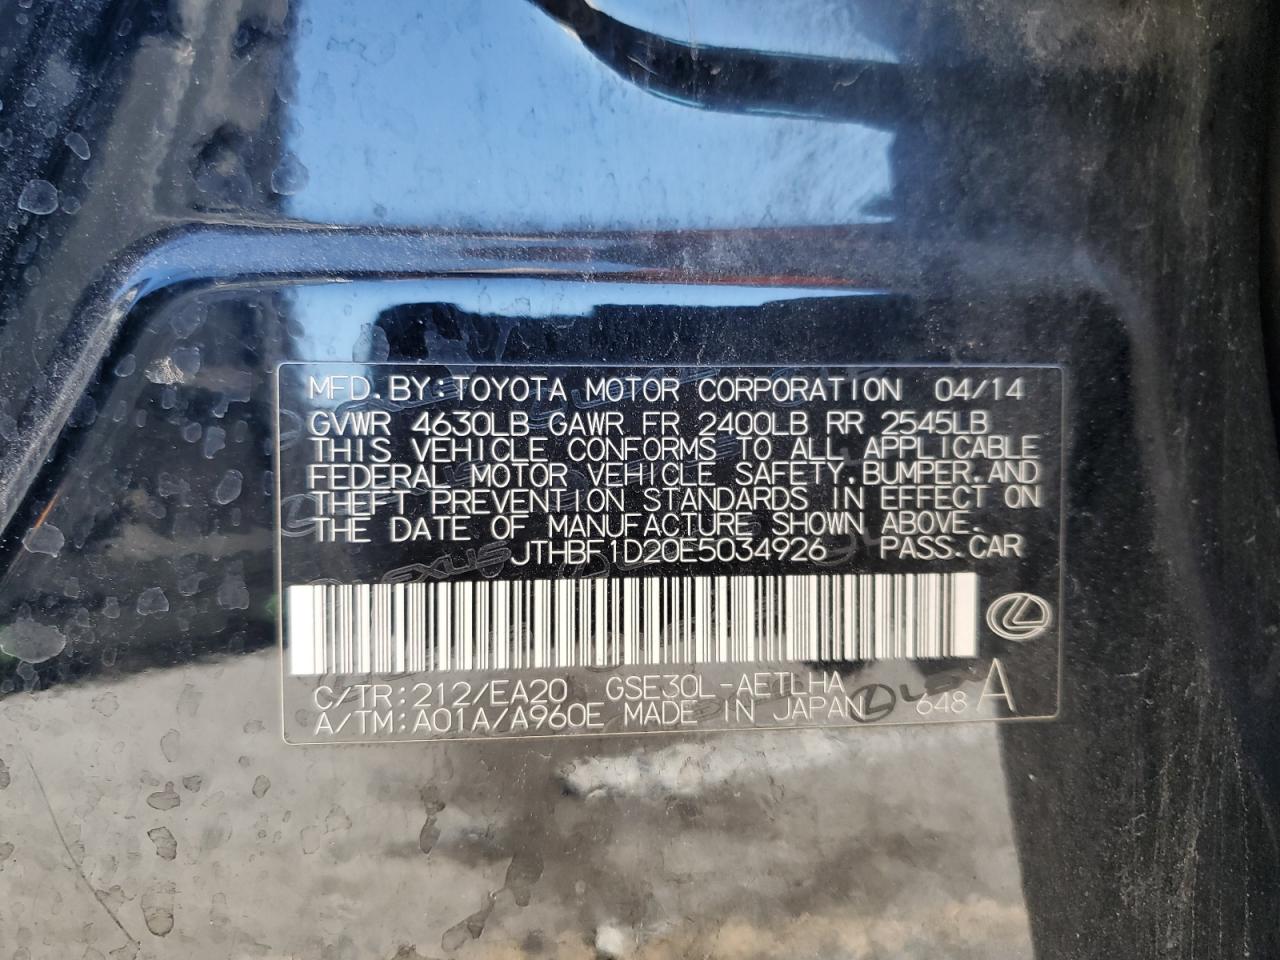 MFD. BY: TOYOTA MOTOR CORPORATION 04/14
GVWR 4630LB GAWR FR 2400LB RR 2545LB
THIS VEHICLE CONFORMS TO ALL APPLICABLE
FEDERAL MOTOR VEHICLE SAFETY, BUMPER, AND
THEFT PREVENTION STANDARDS IN EFFECT ON
THE DATE OF MANUFACTURE SHOWN ABOVE.
JTHBF1D20E5034926 PASS. CAR
C/TR: 212/EA20 GSE30L-AETLHA
A/TM: A01A/A960E MADE IN JAPAN 648 A
LEXUS